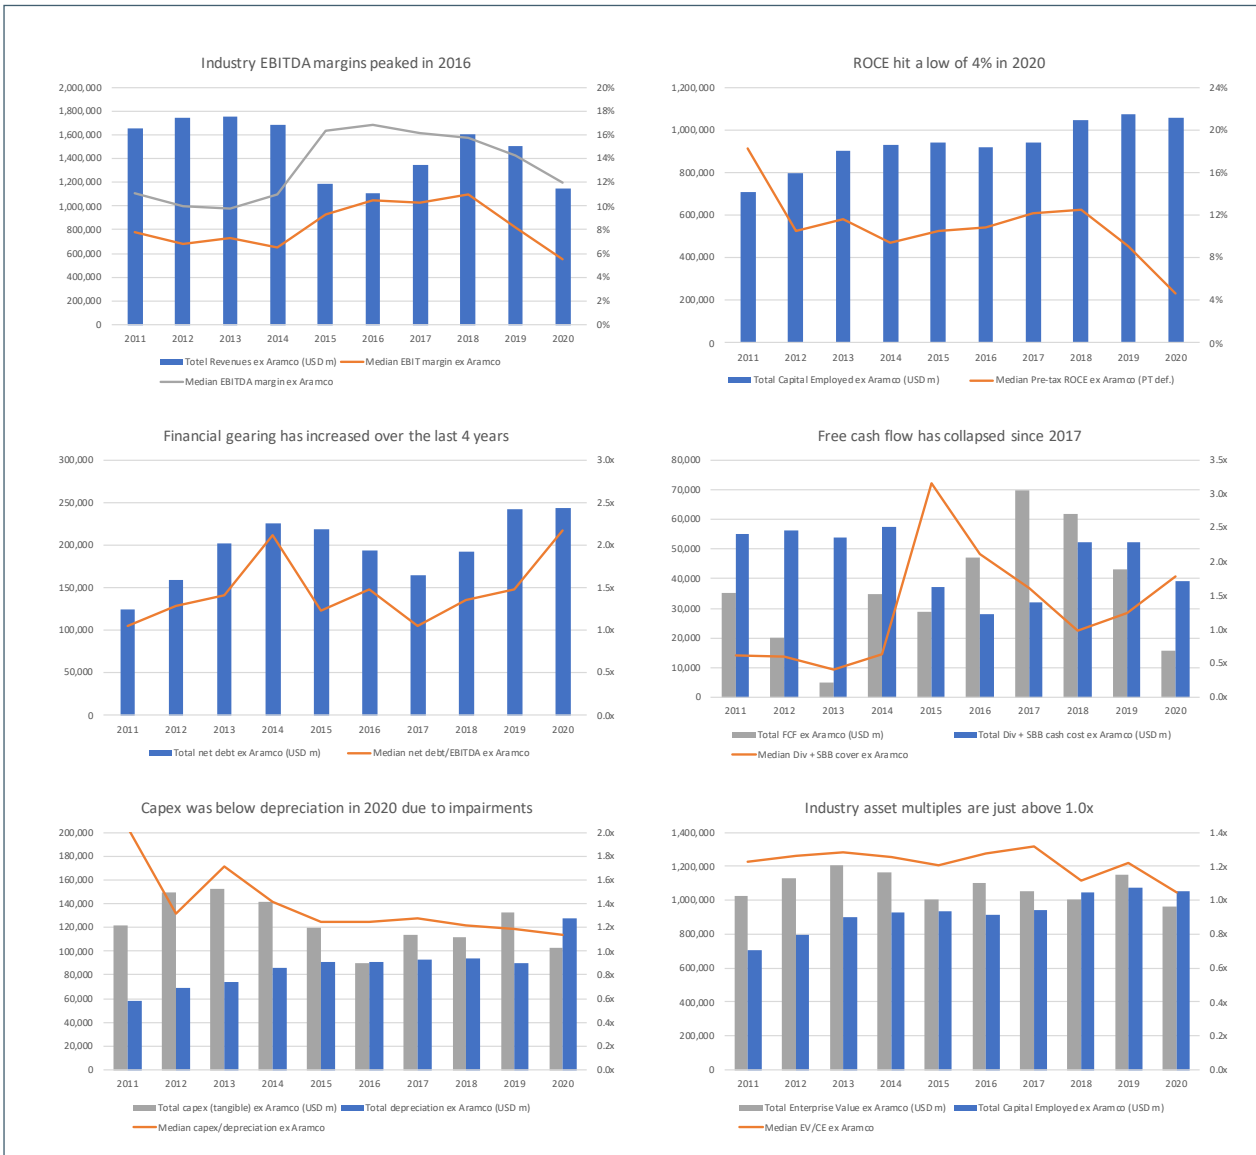 Industry EBITDA margins peaked in 2016
2,000,000
1,800,000
1,600,000
1,400,000
1,200,000
1,000,000
800,000
600,000
400,000
200,000
0
20%
18%
16%
14%
12%
10%
8%
6%
4%
2%
0%
2011 2012 2013 2014 2015 2016 2017 2018 2019 2020
Totel Revenues ex Aramco (USD m) Median EBIT margin ex Aramco
Median EBITDA margin ex Aramco
ROCE hit a low of 4% in 2020
1,200,000
1,000,000
800,000
600,000
400,000
200,000
0
24%
20%
16%
12%
8%
4%
0%
2011 2012 2013 2014 2015 2016 2017 2018 2019 2020
Total Capital Employed ex Aramco (USD m) Median Pre-tax ROCE ex Aramco (PT def.)
Financial gearing has increased over the last 4 years
300,000
250,000
200,000
150,000
100,000
50,000
0
3.0x
2.5x
2.0x
1.5x
1.0x
0.5x
0.0x
2011 2012 2013 2014 2015 2016 2017 2018 2019 2020
Total net debt ex Aramco (USD m) Median net debt/EBITDA ex Aramco
Free cash flow has collapsed since 2017
80,000
70,000
60,000
50,000
40,000
30,000
20,000
10,000
0
3.5x
3.0x
2.5x
2.0x
1.5x
1.0x
0.5x
0.0x
2011 2012 2013 2014 2015 2016 2017 2018 2019 2020
Total FCF ex Aramco (USD m) Total Div + SBB cash cost ex Aramco (USD m)
Median Div + SBB cover ex Aramco
Capex was below depreciation in 2020 due to impairments
200,000
180,000
160,000
140,000
120,000
100,000
80,000
60,000
40,000
20,000
0
2.0x
1.8x
1.6x
1.4x
1.2x
1.0x
0.8x
0.6x
0.4x
0.2x
0.0x
2011 2012 2013 2014 2015 2016 2017 2018 2019 2020
Total capex (tangible) ex Aramco (USD m) Total depreciation ex Aramco (USD m)
Median capex/depreciation ex Aramco
Industry asset multiples are just above 1.0x
1,400,000
1,200,000
1,000,000
800,000
600,000
400,000
200,000
0
1.4x
1.2x
1.0x
0.8x
0.6x
0.4x
0.2x
0.0x
2011 2012 2013 2014 2015 2016 2017 2018 2019 2020
Total Enterprise Value ex Aramco (USD m) Total Capital Employed ex Aramco (USD m)
Median EV/CE ex Aramco